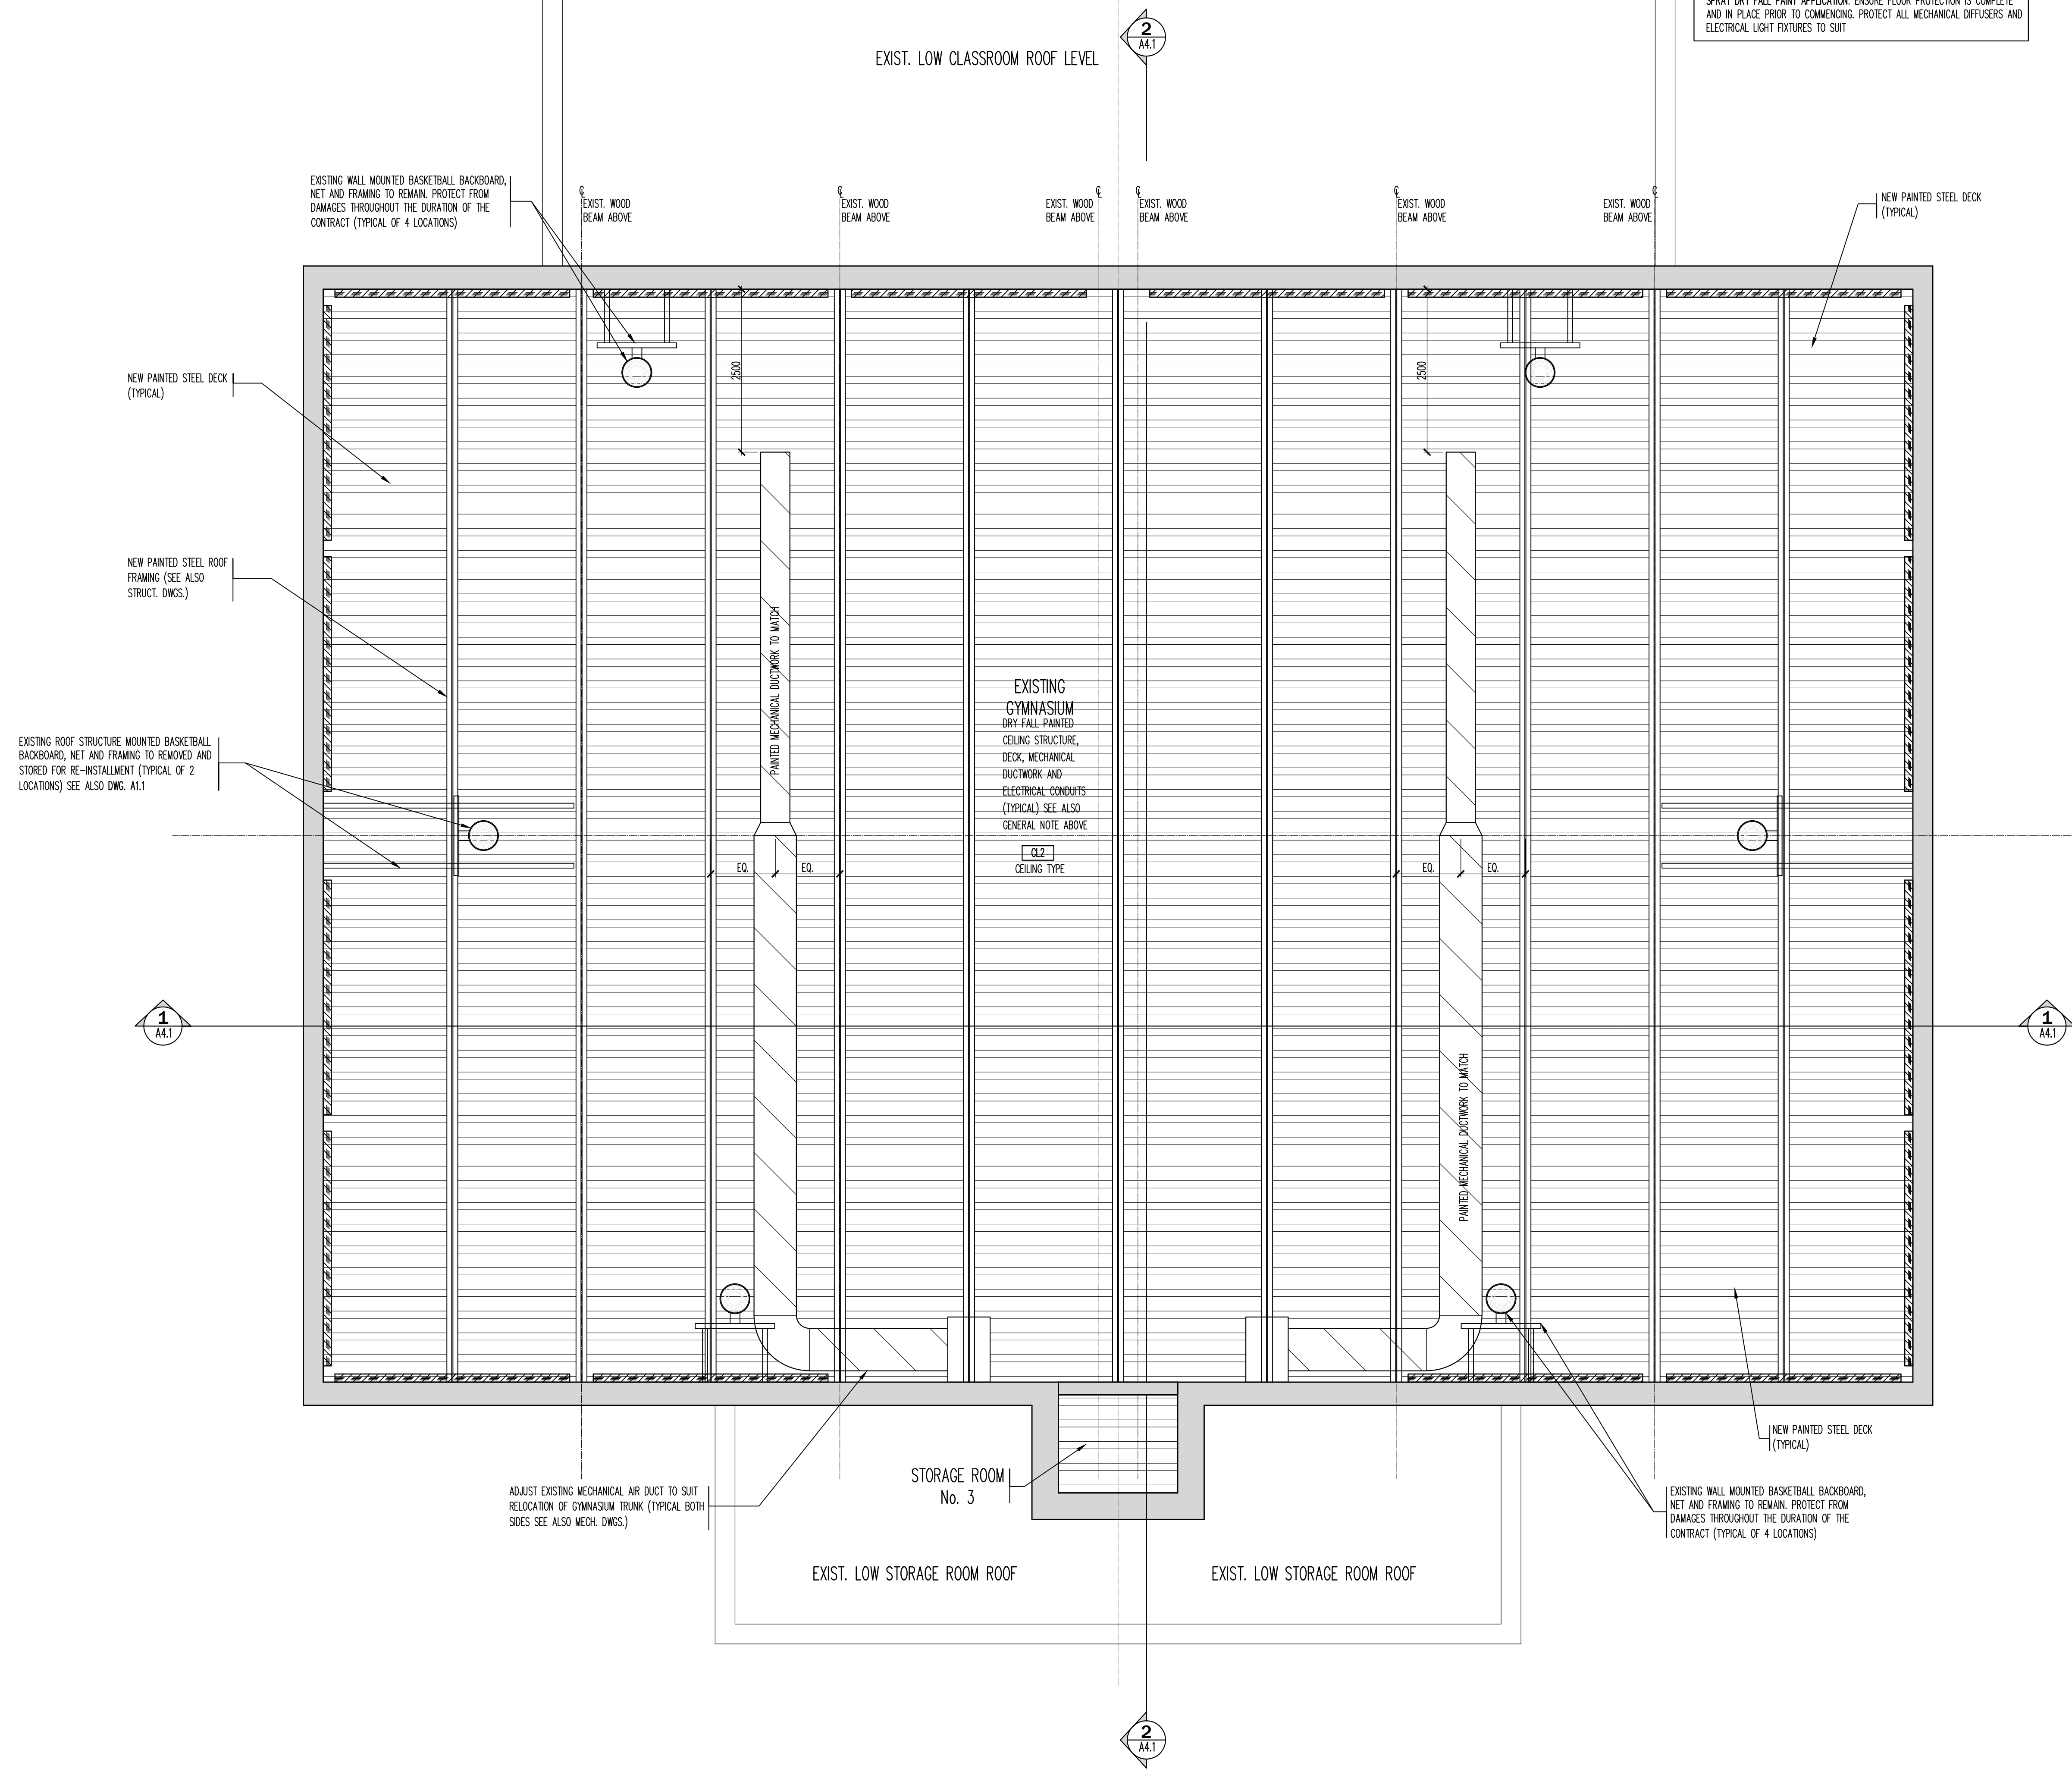 SPRAY DRY FALL PAINT APPLICATION. ENSURE FLOOR PROTECTION IS COMPLETE
AND IN PLACE PRIOR TO COMMENCING. PROTECT ALL MECHANICAL DIFFUSERS AND
ELECTRICAL LIGHT FIXTURES TO SUIT
2
A4.1
EXIST. LOW CLASSROOM ROOF LEVEL
EXISTING WALL MOUNTED BASKETBALL BACKBOARD,
NET AND FRAMING TO REMAIN. PROTECT FROM
DAMAGES THROUGHOUT THE DURATION OF THE
CONTRACT (TYPICAL OF 4 LOCATIONS)
EXIST. WOOD
BEAM ABOVE
EXIST. WOOD
BEAM ABOVE
EXIST. WOOD
BEAM ABOVE
EXIST. WOOD
BEAM ABOVE
EXIST. WOOD
BEAM ABOVE
EXIST. WOOD
BEAM ABOVE
NEW PAINTED STEEL DECK
(TYPICAL)
2500
2500
NEW PAINTED STEEL DECK
(TYPICAL)
NEW PAINTED STEEL ROOF
FRAMING (SEE ALSO
STRUCT. DWGS.)
PAINTED MECHANICAL DUCTWORK TO MATCH
EXISTING
GYMNASIUM
DRY FALL PAINTED
CEILING STRUCTURE,
DECK, MECHANICAL
DUCTWORK AND
ELECTRICAL CONDUITS
(TYPICAL) SEE ALSO
GENERAL NOTE ABOVE
CL2
CEILING TYPE
EXISTING ROOF STRUCTURE MOUNTED BASKETBALL
BACKBOARD, NET AND FRAMING TO REMOVED AND
STORED FOR RE-INSTALLMENT (TYPICAL OF 2
LOCATIONS) SEE ALSO DWG. A1.1
EQ.
EQ.
EQ.
EQ.
1
A4.1
1
A4.1
PAINTED MECHANICAL DUCTWORK TO MATCH
NEW PAINTED STEEL DECK
(TYPICAL)
STORAGE ROOM
No. 3
ADJUST EXISTING MECHANICAL AIR DUCT TO SUIT
RELOCATION OF GYMNASIUM TRUNK (TYPICAL BOTH
SIDES SEE ALSO MECH. DWGS.)
EXISTING WALL MOUNTED BASKETBALL BACKBOARD,
NET AND FRAMING TO REMAIN. PROTECT FROM
DAMAGES THROUGHOUT THE DURATION OF THE
CONTRACT (TYPICAL OF 4 LOCATIONS)
EXIST. LOW STORAGE ROOM ROOF
EXIST. LOW STORAGE ROOM ROOF
2
A4.1